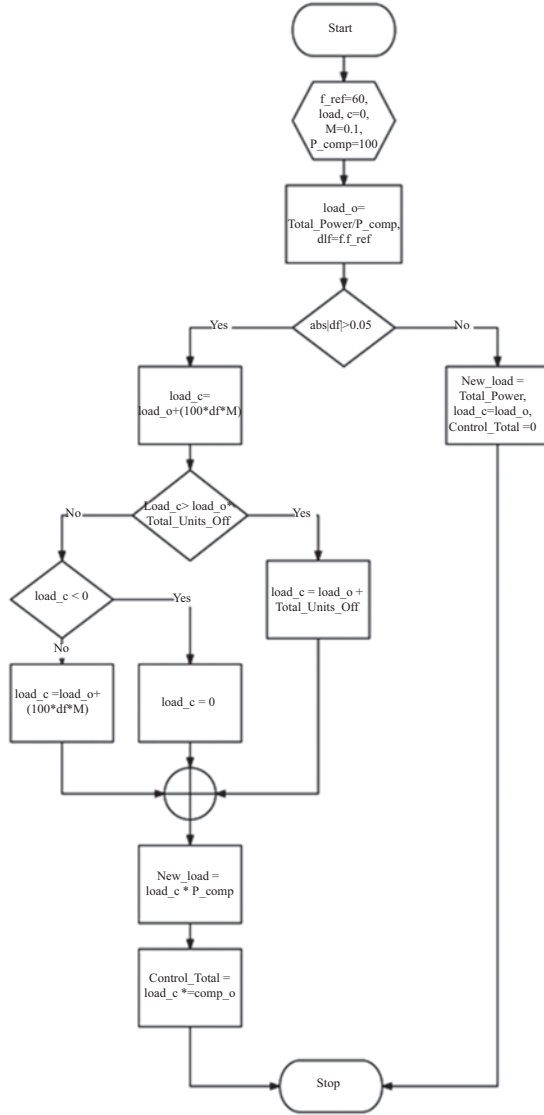 Start
f_ref=60,
load, c=0,
M=0.1,
P_comp=100
load_o=
Total_Power/P_comp,
dlf=f.f_ref
abs|df|>0.05
Yes
No
load_c=
load_o+(100*df*M)
New_load =
Total_Power,
load_c=load_o,
Control_Total =0
Load_c> load_o*
Total_Units_Off
No
Yes
load_c < 0
Yes
No
load_c = load_o +
Total_Units_Off
load_c =load_o+
(100*df*M)
load_c = 0
New_load =
load_c * P_comp
Control_Total =
load_c *=comp_o
Stop